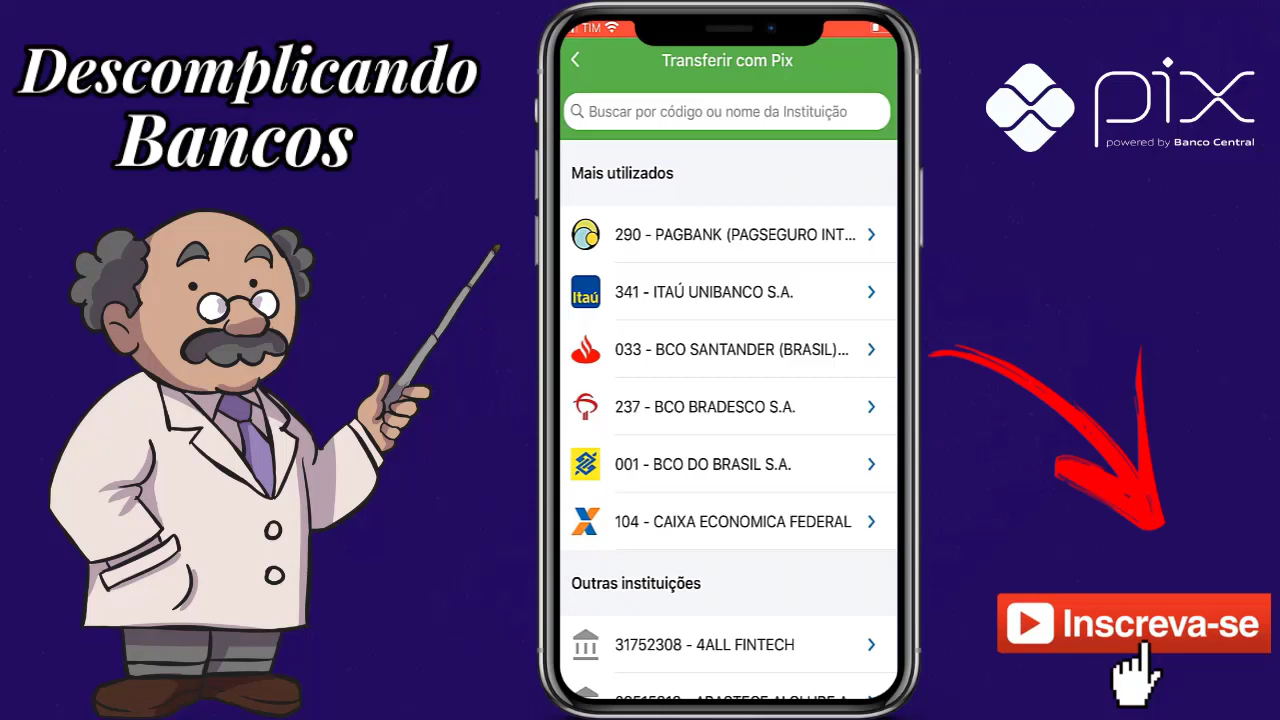 Descomplicando
Bancos
TIM
Transferir com Pix
Buscar por código ou nome da Instituição
Mais utilizados
290 - PAGBANK (PAGSEGURO INT...
Itaú
341 - ITAÚ UNIBANCO S.A.
033 - BCO SANTANDER (BRASIL)...
237 - BCO BRADESCO S.A.
001 - BCO DO BRASIL S.A.
104 - CAIXA ECONOMICA FEDERAL
Outras instituições
31752308 - 4ALL FINTECH
pix
powered by Banco Central
Inscreva-se